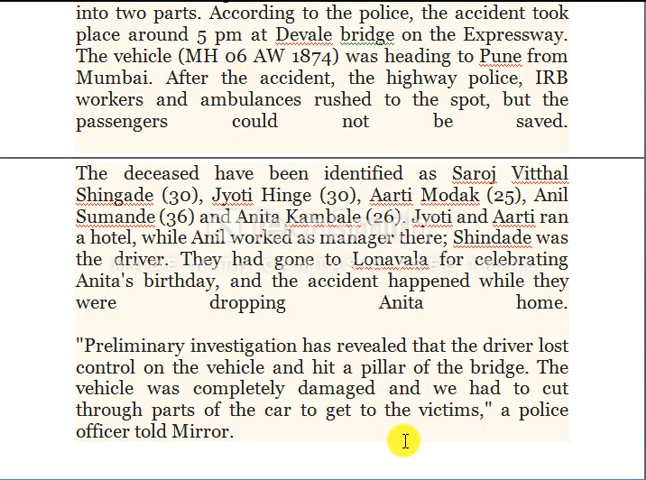 into two parts. According to the police, the accident took
place around 5 pm at Devale bridge on the Expressway.
The vehicle (MH 06 AW 1874) was heading to Pune from
Mumbai. After the accident, the highway police, IRB
workers and ambulances rushed to the spot, but the
passengers could not be saved.
The deceased have been identified as Saroj Vitthal
Shingade (30), Jyoti Hinge (30), Aarti Modak (25), Anil
Sumande (36) and Anita Kambale (26). Jyoti and Aarti ran
a hotel, while Anil worked as manager there; Shindade was
the driver. They had gone to Lonavala for celebrating
Anita's birthday, and the accident happened while they
were dropping Anita home.
"Preliminary investigation has revealed that the driver lost
control on the vehicle and hit a pillar of the bridge. The
vehicle was completely damaged and we had to cut
through parts of the car to get to the victims," a police
officer told Mirror.